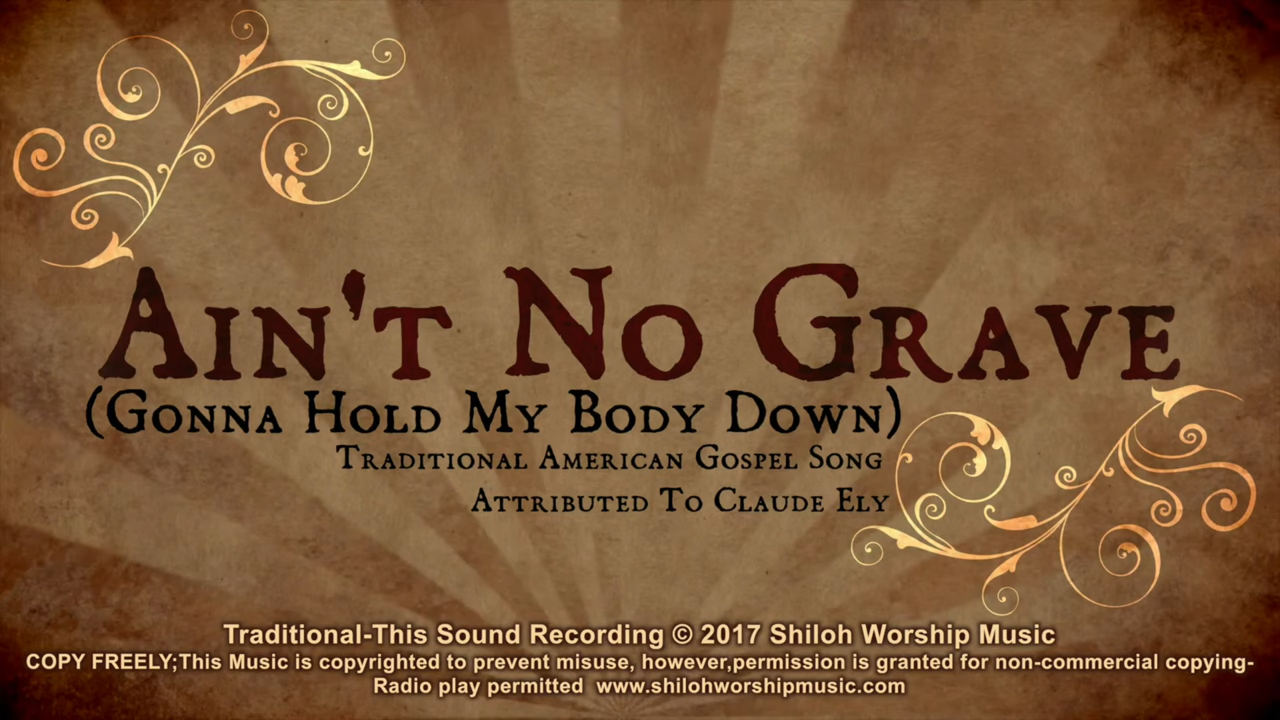 Ain't No Grave
(Gonna Hold My Body Down)
Traditional American Gospel Song
Attributed To Claude Ely
Traditional-This Sound Recording © 2017 Shiloh Worship Music
COPY FREELY;This Music is copyrighted to prevent misuse, however,permission is granted for non-commercial copying-
Radio play permitted www.shilohworshipmusic.com